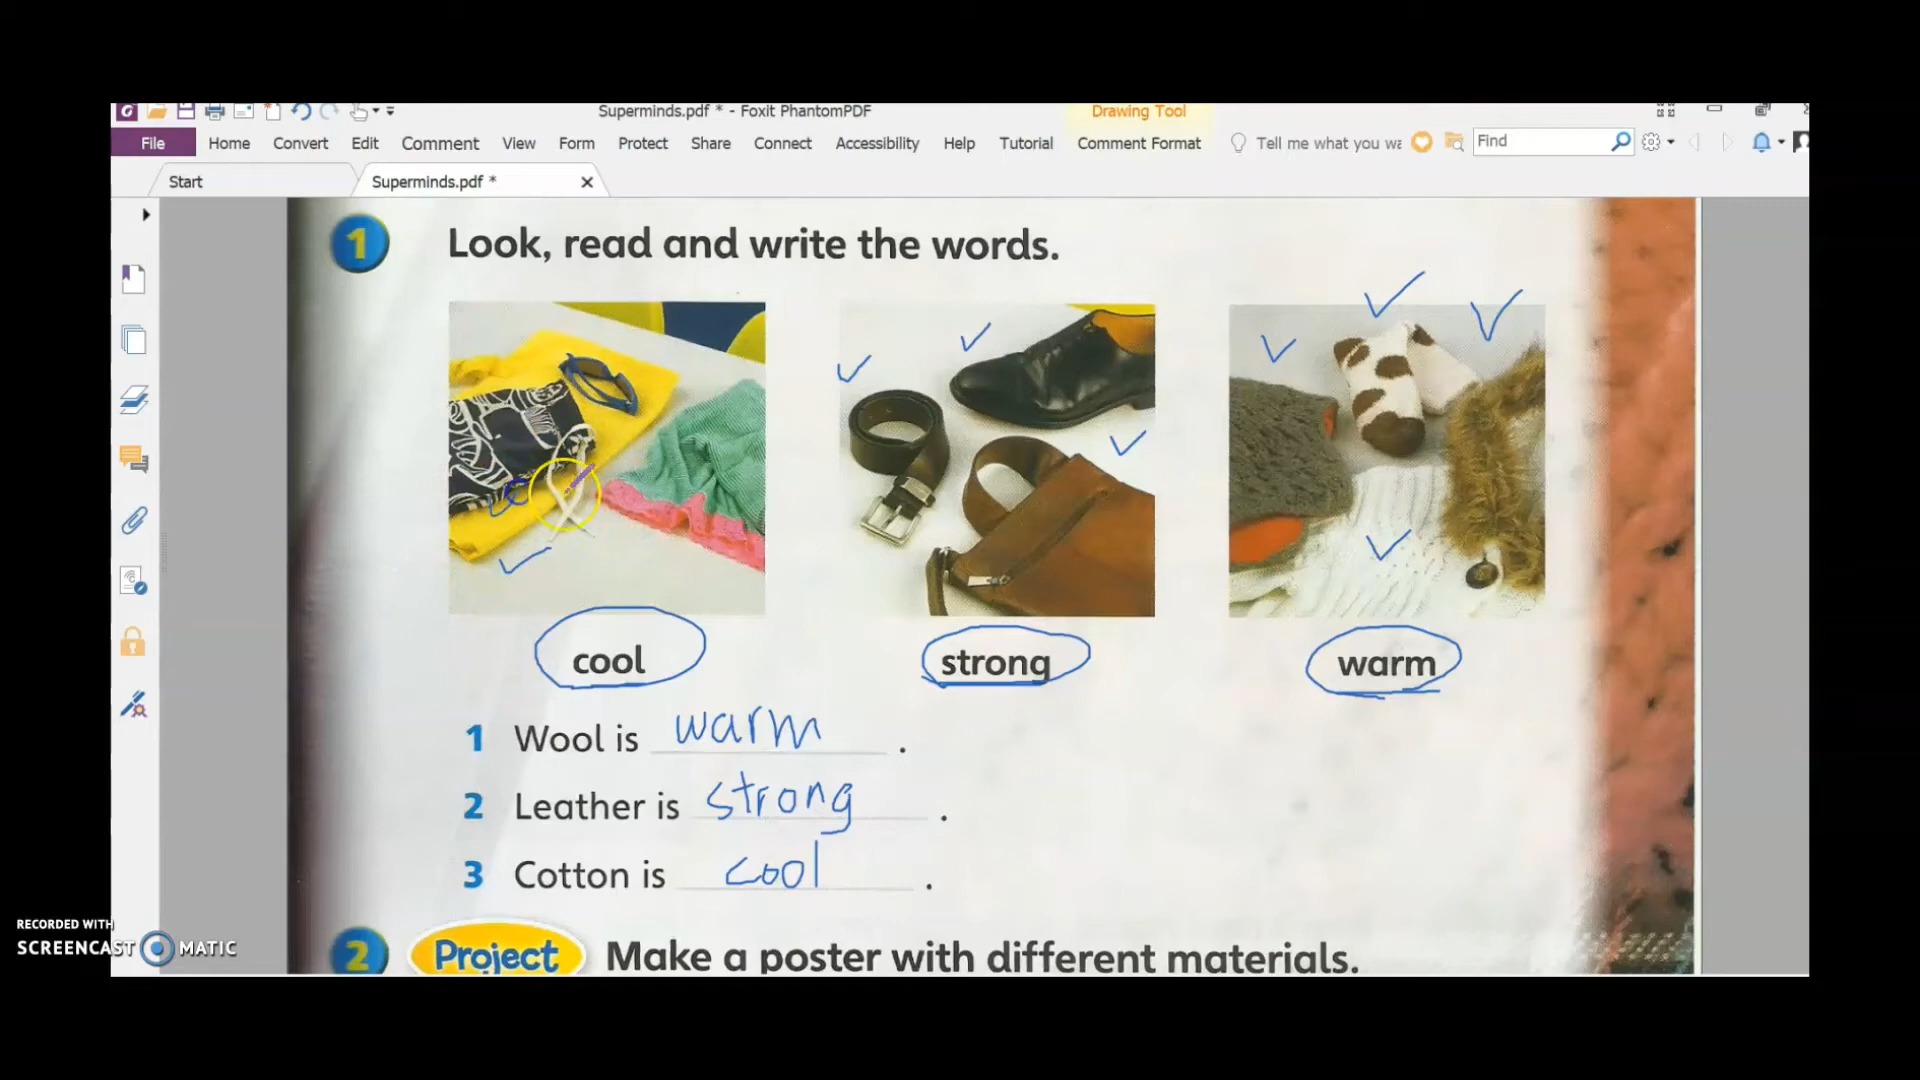 Superminds.pdf * - Foxit PhantomPDF
Drawing Tool
File Home Convert Edit Comment View Form Protect Share Connect Accessibility Help Tutorial Comment Format Tell me what you wa Find
Start Superminds.pdf *
1 Look, read and write the words.
cool strong warm
1 Wool is warm .
2 Leather is strong .
3 Cotton is cool .
RECORDED WITH
SCREENCAST MATIC
2 Project Make a poster with different materials.